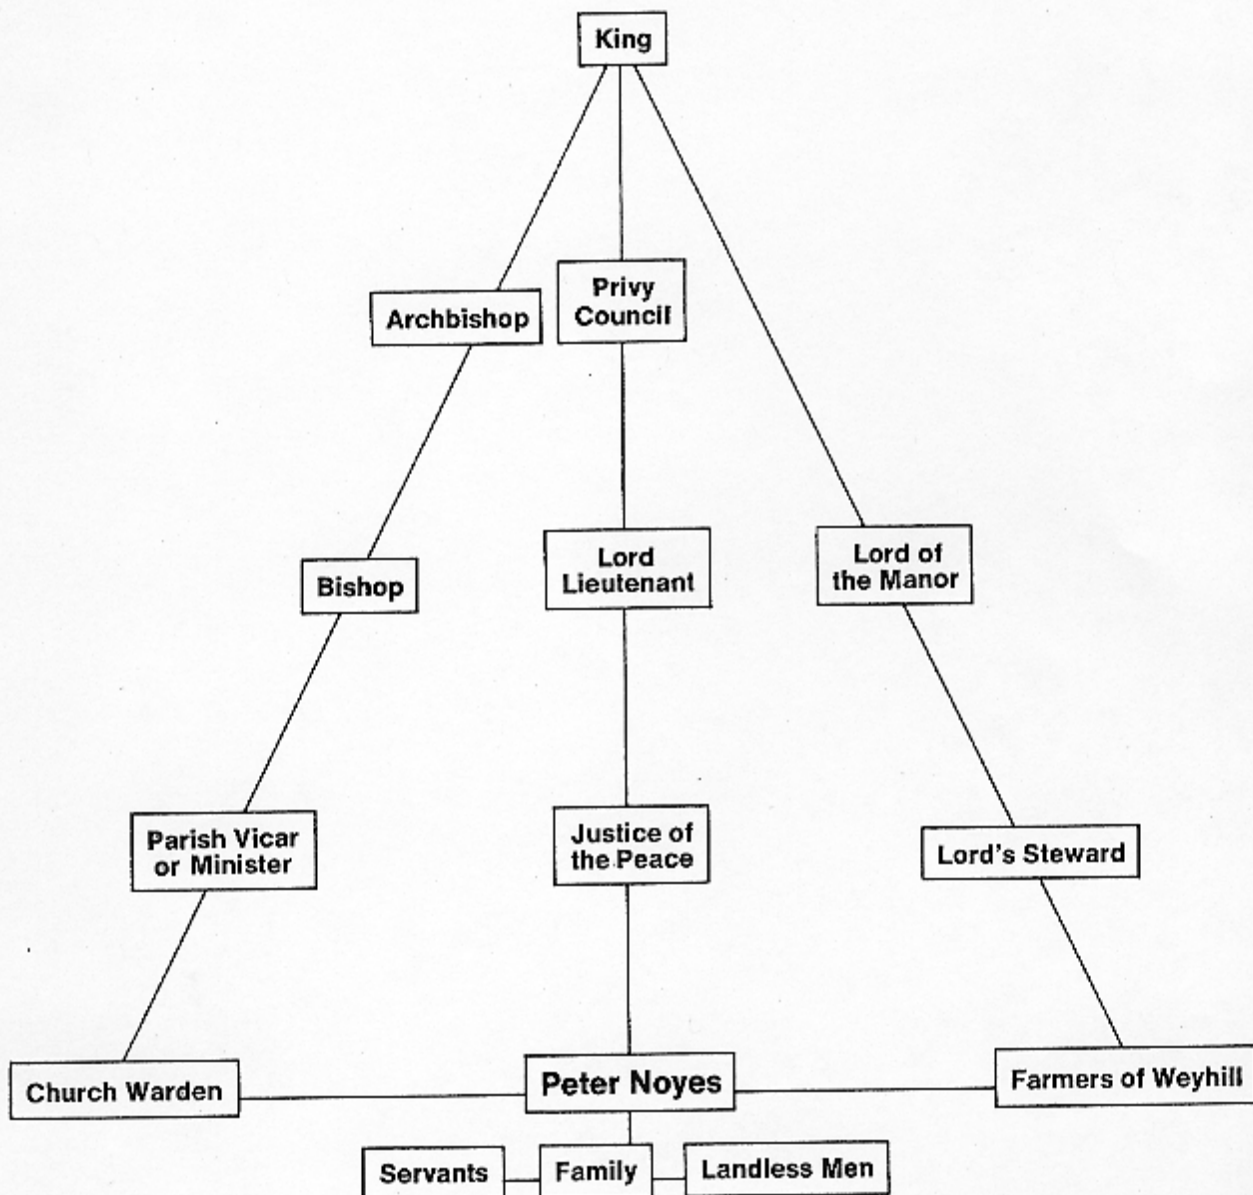 King
Archbishop
Privy
Council
Bishop
Lord
Lieutenant
Lord of
the Manor
Parish Vicar
or Minister
Justice of
the Peace
Lord's Steward
Church Warden
Peter Noyes
Farmers of Weyhill
Servants
Family
Landless Men